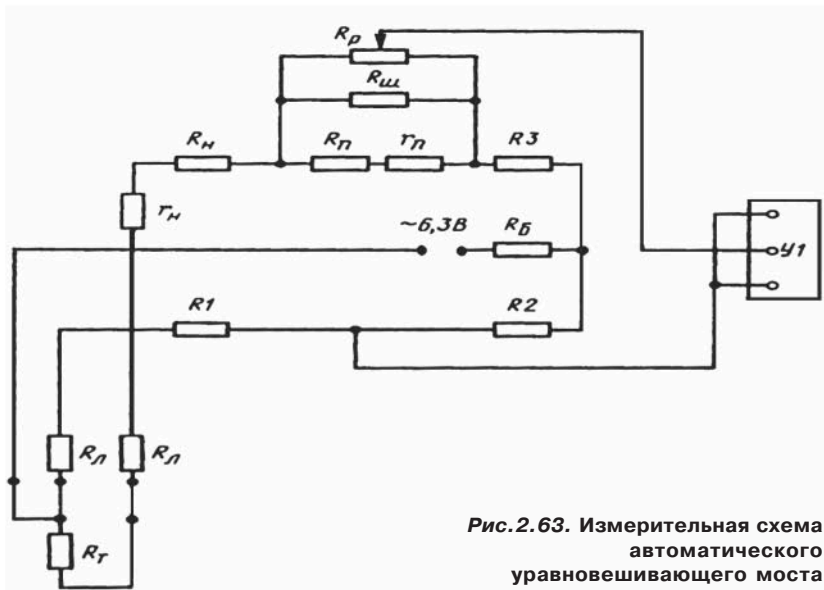 Rр
Rш
Rн
Rп
rп
R3
rн
~6,3В
Rб
У1
R1
R2
Rл
Rл
Rт
Рис.2.63. Измерительная схема
автоматического
уравновешивающего моста